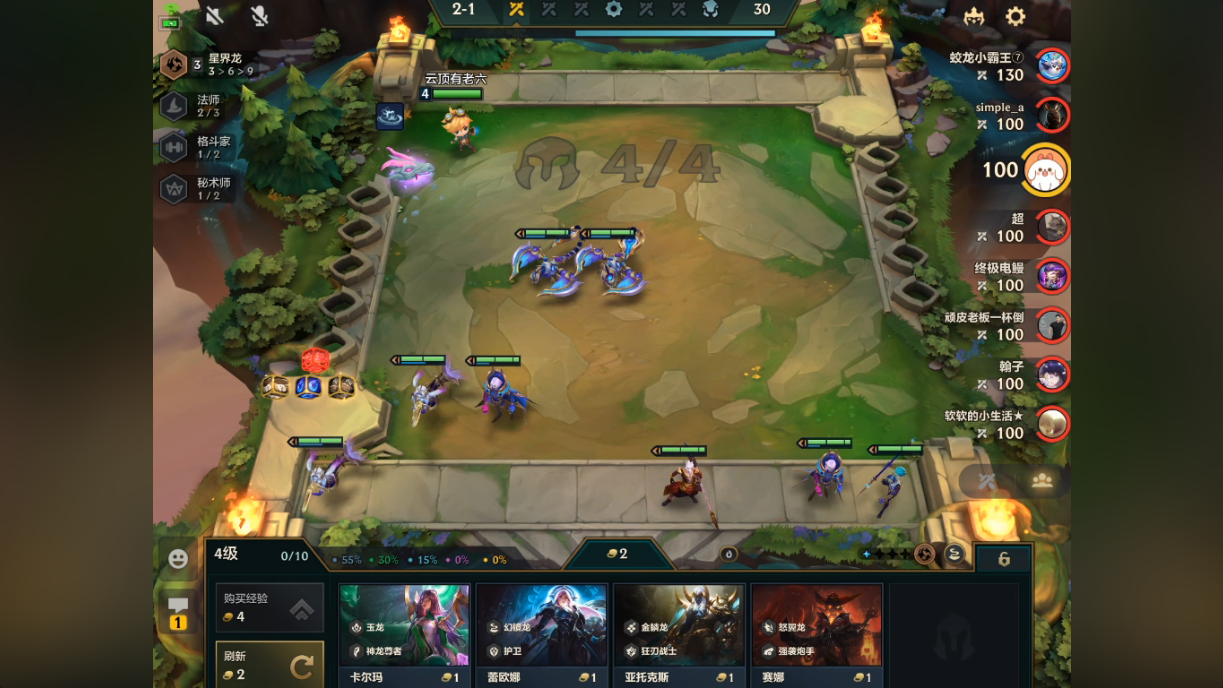 2-1
30
3
星界龙
3 > 6 > 9
法师
2 / 3
格斗家
1 / 2
秘术师
1 / 2
云顶有老六
4
4/4
蛟龙小霸王⑦
130
simple_a
100
100
超
100
终极电鳗
100
顽皮老板一杯倒
100
翰子
100
软软的小生活★
100
4级
0/10
55%
30%
15%
0%
0%
2
购买经验
4
刷新
2
1
玉龙
神龙尊者
卡尔玛
1
幻镜龙
护卫
蕾欧娜
1
金鳞龙
狂刃战士
亚托克斯
1
怒翼龙
强袭炮手
赛娜
1